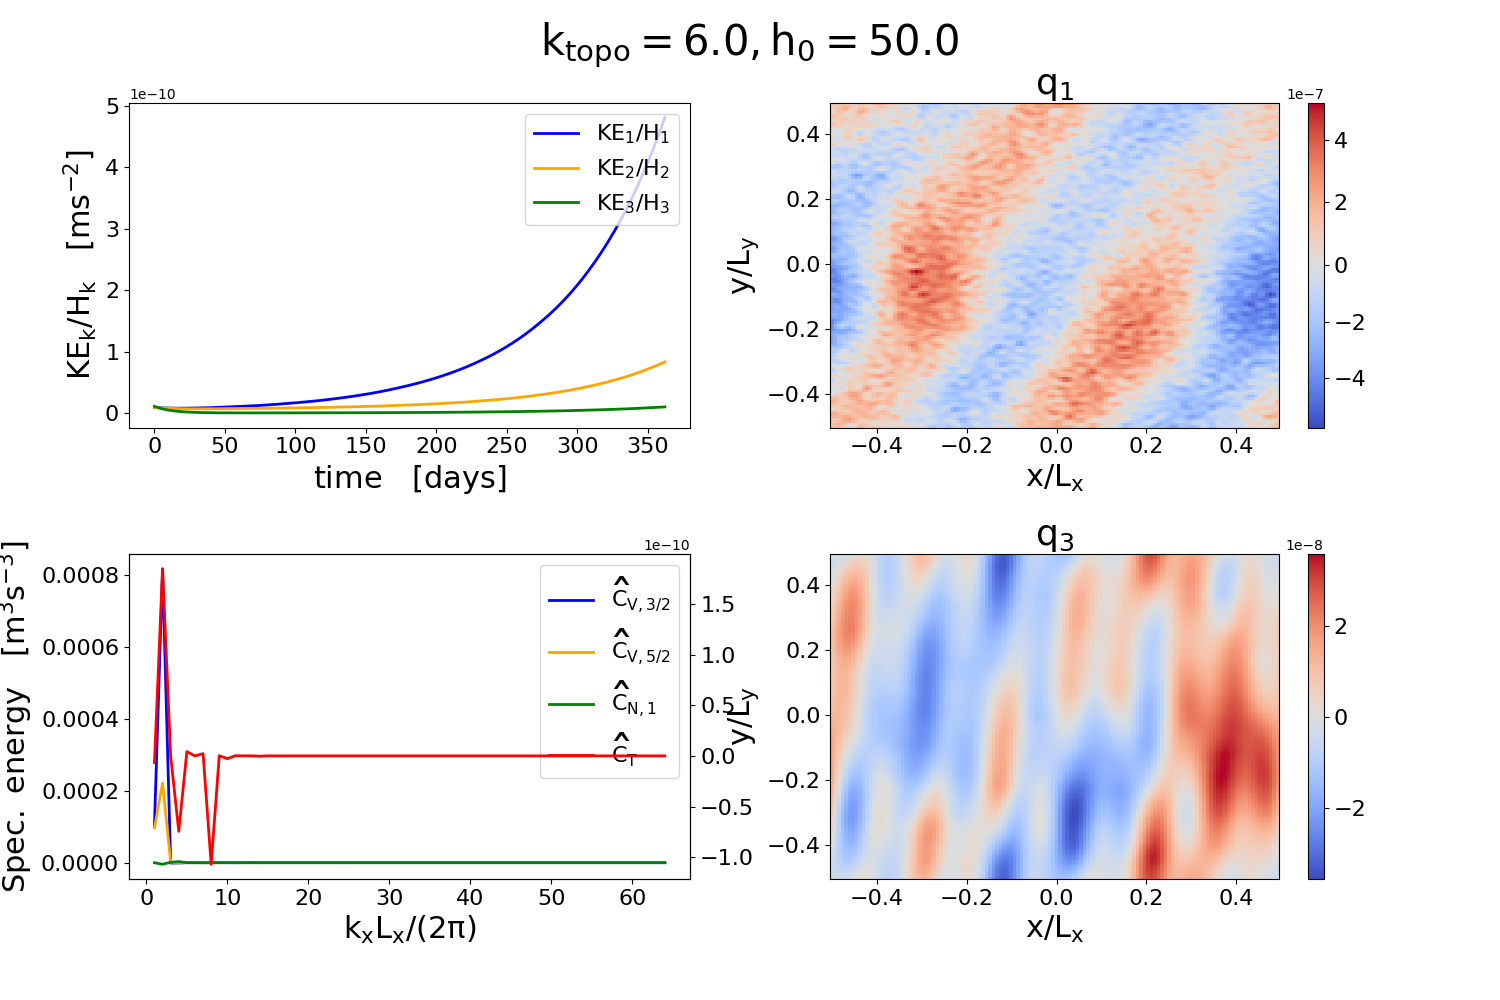 k_topo = 6.0, h_0 = 50.0
1e−10
KE_k/H_k [ms^−2]
5
4
3
2
1
0
KE_1/H_1
KE_2/H_2
KE_3/H_3
0 50 100 150 200 250 300 350
time [days]
q_1
1e−7
y/L_y
0.4
0.2
0.0
−0.2
−0.4
−0.4 −0.2 0.0 0.2 0.4
x/L_x
4
2
0
−2
−4
1e−10
Spec. energy [m^3s^−3]
0.0008
0.0006
0.0004
0.0002
0.0000
Ĉ_V, 3/2
Ĉ_V, 5/2
Ĉ_N, 1
Ĉ_T
1.5
1.0
0.5
0.0
−0.5
−1.0
0 10 20 30 40 50 60
k_xL_x/(2π)
q_3
1e−8
y/L_y
0.4
0.2
0.0
−0.2
−0.4
−0.4 −0.2 0.0 0.2 0.4
x/L_x
2
0
−2